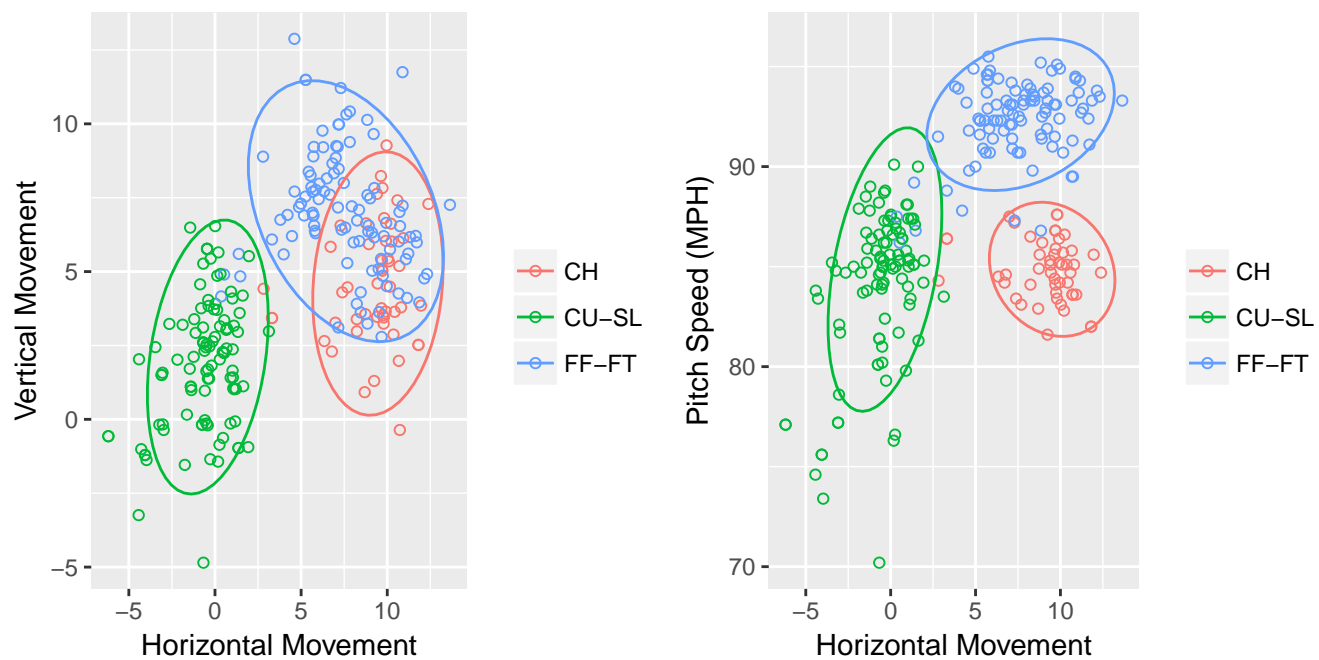 Vertical Movement
10
5
0
−5
−5
0
5
10
Horizontal Movement
CH
CU−SL
FF−FT
Pitch Speed (MPH)
90
80
70
−5
0
5
10
Horizontal Movement
CH
CU−SL
FF−FT